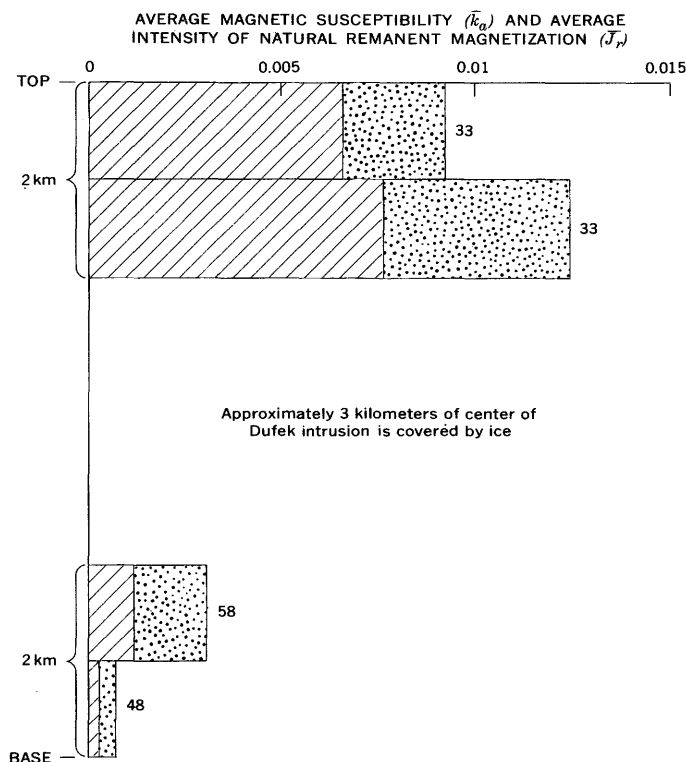 AVERAGE MAGNETIC SUSCEPTIBILITY (k̄ₐ) AND AVERAGE
INTENSITY OF NATURAL REMANENT MAGNETIZATION (J̄ᵣ)
0 0.005 0.01 0.015
TOP
33
2 km
33
Approximately 3 kilometers of center of
Dufek intrusion is covered by ice
58
2 km
48
BASE